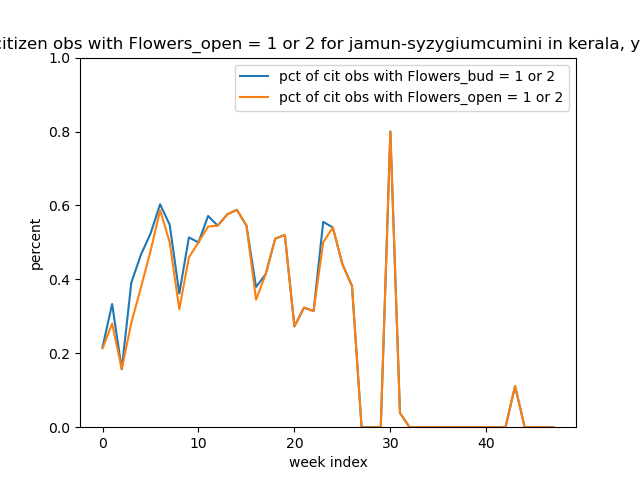 citizen obs with Flowers_open = 1 or 2 for jamun-syzygiumcumini in kerala, y
pct of cit obs with Flowers_bud = 1 or 2
pct of cit obs with Flowers_open = 1 or 2
1.0
0.8
0.6
0.4
0.2
0.0
percent
0 10 20 30 40
week index